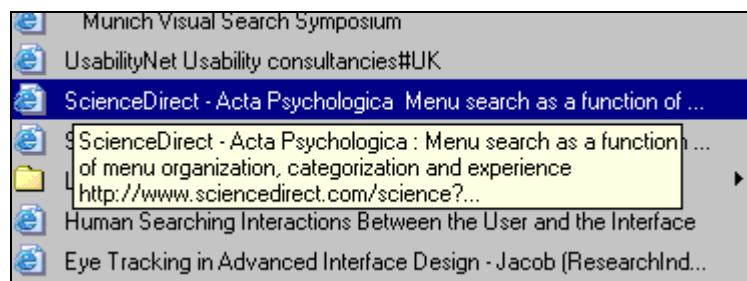 Munich Visual Search Symposium
UsabilityNet Usability consultancies#UK
ScienceDirect - Acta Psychologica Menu search as a function of ...
ScienceDirect - Acta Psychologica : Menu search as a function
of menu organization, categorization and experience
http://www.sciencedirect.com/science?...
Human Searching Interactions Between the User and the Interface
Eye Tracking in Advanced Interface Design - Jacob (ResearchInd...